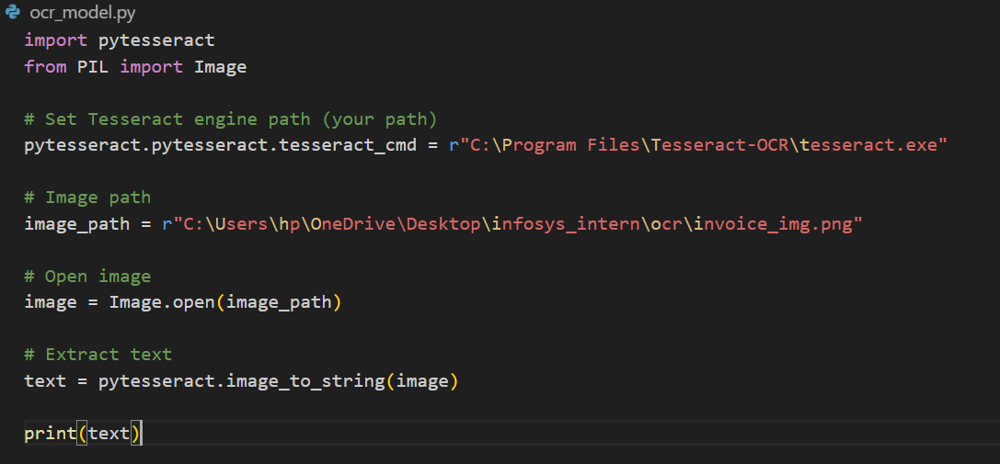 ocr_model.py
import pytesseract
from PIL import Image
# Set Tesseract engine path (your path)
pytesseract.pytesseract.tesseract_cmd = r"C:\Program Files\Tesseract-OCR\tesseract.exe"
# Image path
image_path = r"C:\Users\hp\OneDrive\Desktop\infosys_intern\ocr\invoice_img.png"
# Open image
image = Image.open(image_path)
# Extract text
text = pytesseract.image_to_string(image)
print(text)